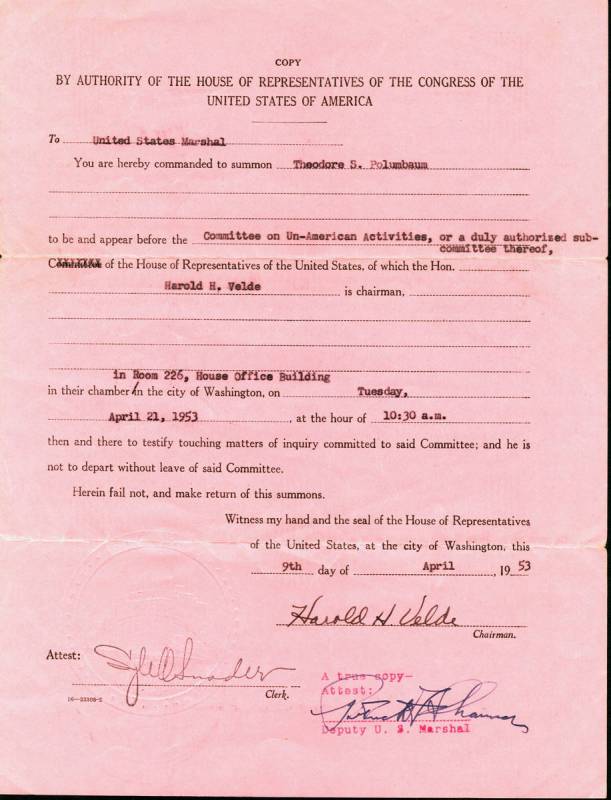 COPY
BY AUTHORITY OF THE HOUSE OF REPRESENTATIVES OF THE CONGRESS OF THE
UNITED STATES OF AMERICA
To United States Marshal
You are hereby commanded to summon Theodore S. Polumbaum
to be and appear before the Committee on Un-American Activities, or a duly authorized sub-
committee thereof,
Committee of the House of Representatives of the United States, of which the Hon.
Harold H. Velde is chairman,
in Room 226, House Office Building
in their chamber in the city of Washington, on Tuesday,
April 21, 1953, at the hour of 10:30 a.m.
then and there to testify touching matters of inquiry committed to said Committee; and he is
not to depart without leave of said Committee.
Herein fail not, and make return of this summons.
Witness my hand and the seal of the House of Representatives
of the United States, at the city of Washington, this
9th day of April, 1953
Harold H. Velde
Chairman.
Attest:
Snader
Clerk.
A true copy-
Attest:
Deputy U. S. Marshal